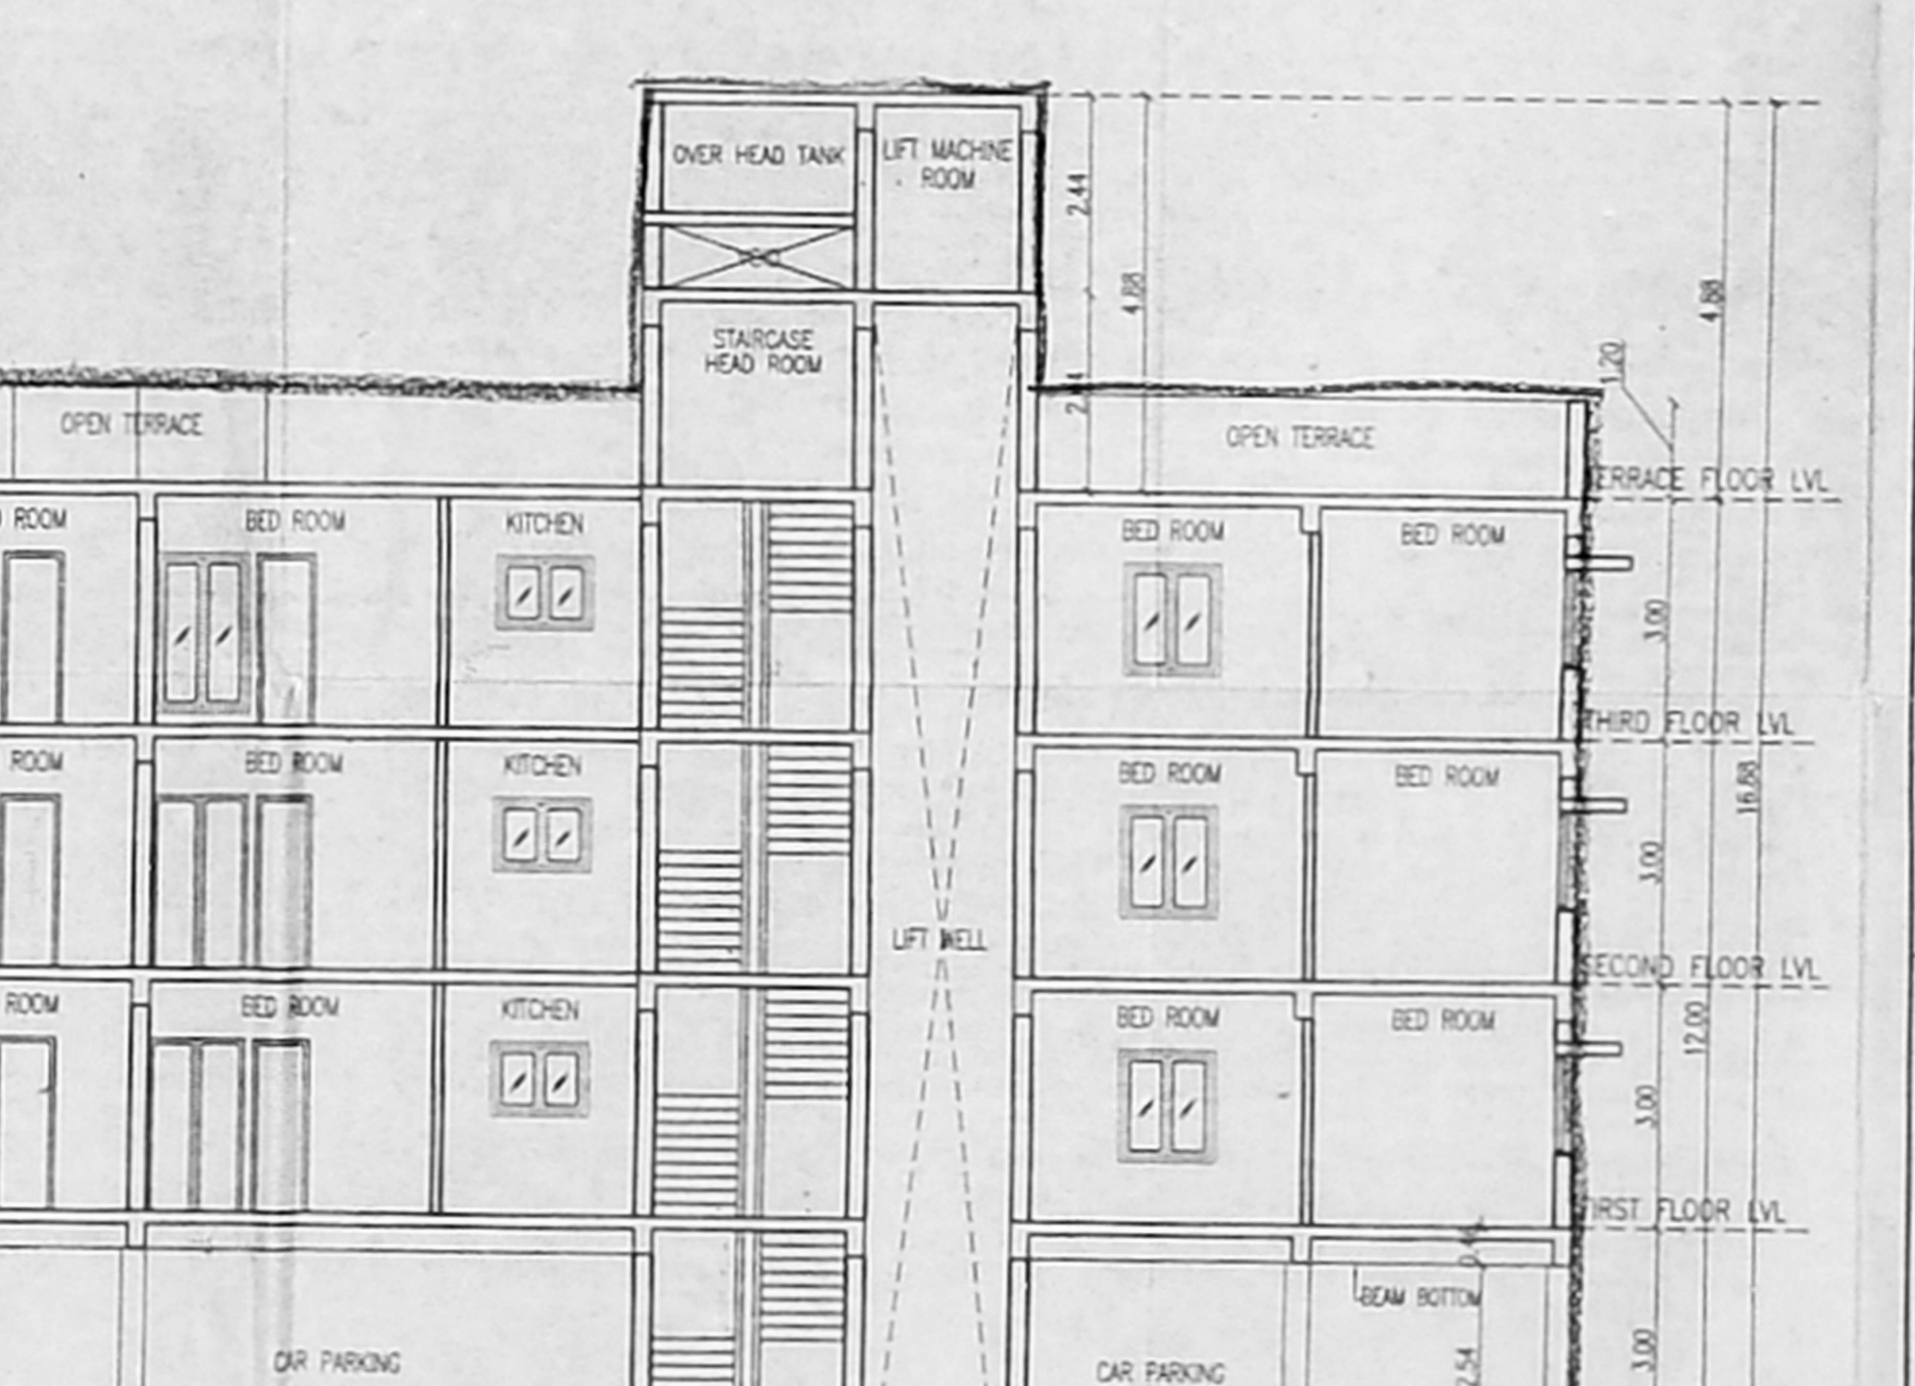 OVER HEAD TANK
LIFT MACHINE
ROOM
2.44
4.88
4.88
STAIRCASE
HEAD ROOM
1.20
OPEN TERRACE
OPEN TERRACE
TERRACE FLOOR LVL
ROOM
BED ROOM
KITCHEN
BED ROOM
BED ROOM
3.00
THIRD FLOOR LVL
ROOM
BED ROOM
KITCHEN
BED ROOM
BED ROOM
16.88
3.00
LIFT WELL
SECOND FLOOR LVL
ROOM
BED ROOM
KITCHEN
BED ROOM
BED ROOM
12.00
3.00
FIRST FLOOR LVL
BEAM BOTTOM
CAR PARKING
CAR PARKING
2.54
3.00